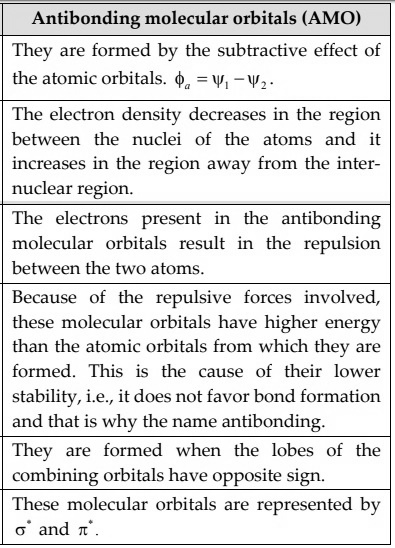 Antibonding molecular orbitals (AMO)
They are formed by the subtractive effect of
the atomic orbitals. ϕₐ = ψ₁ − ψ₂ .
The electron density decreases in the region
between the nuclei of the atoms and it
increases in the region away from the inter-
nuclear region.
The electrons present in the antibonding
molecular orbitals result in the repulsion
between the two atoms.
Because of the repulsive forces involved,
these molecular orbitals have higher energy
than the atomic orbitals from which they are
formed. This is the cause of their lower
stability, i.e., it does not favor bond formation
and that is why the name antibonding.
They are formed when the lobes of the
combining orbitals have opposite sign.
These molecular orbitals are represented by
σ* and π*.